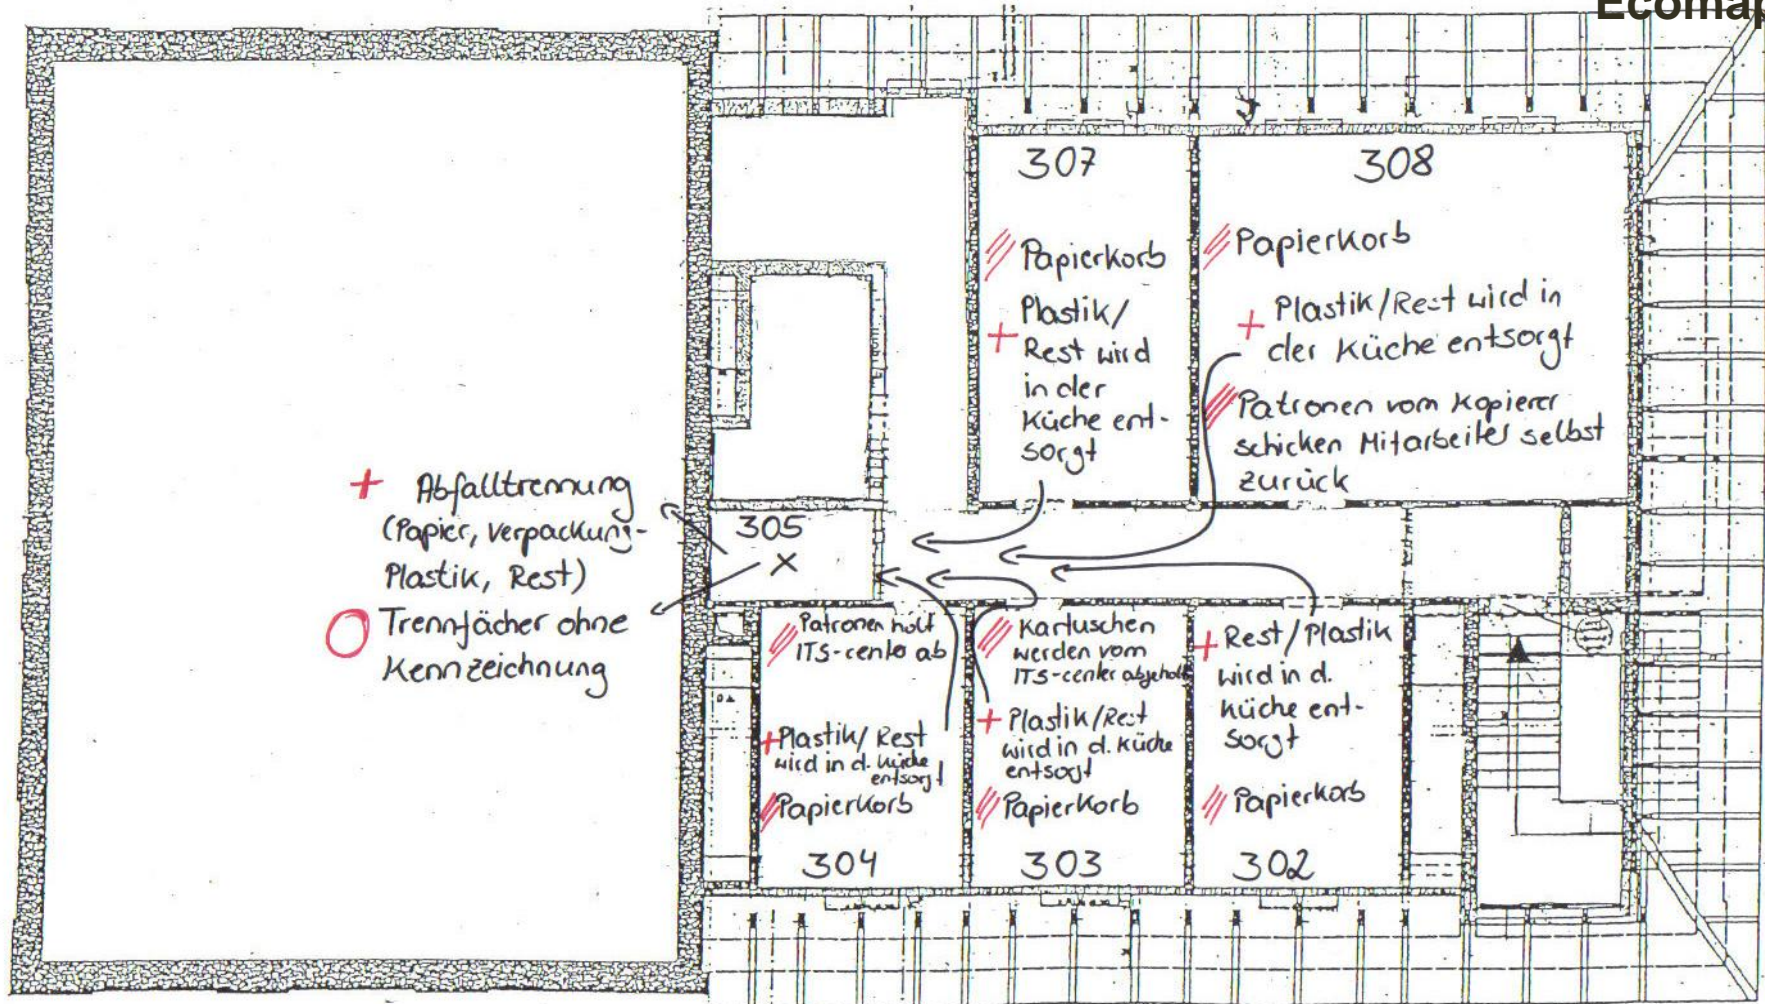 Ecomap
307
Papierkorb
Plastik/
Rest wird
in der
Küche ent-
sorgt
308
Papierkorb
Plastik/Rest wird in
der Küche entsorgt
Patronen vom Kopierer
schicken Mitarbeiter selbst
zurück
+ Abfalltrennung
(Papier, Verpackung-
Plastik, Rest)
Trennfächer ohne
Kennzeichnung
305
X
Patronen holt
ITS-center ab
+ Plastik/Rest
wird in d. Küche
entsorgt
Papierkorb
304
Kartuschen
werden vom
ITS-center abgeholt
+ Plastik/Rest
wird in d. Küche
entsorgt
Papierkorb
303
+ Rest/Plastik
wird in d.
Küche ent-
sorgt
Papierkorb
302